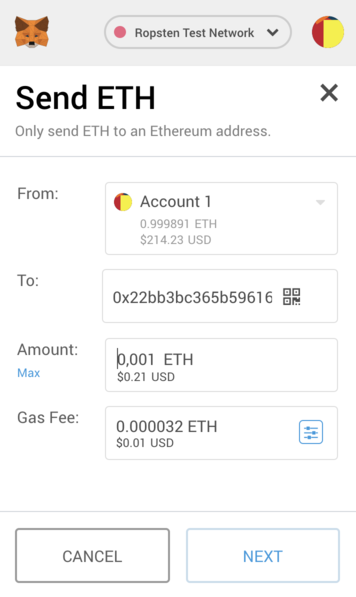 Ropsten Test Network
Send ETH
Only send ETH to an Ethereum address.
From:
Account 1
0.999891 ETH
$214.23 USD
To:
0x22bb3bc365b59616
Amount:
Max
0,001 ETH
$0.21 USD
Gas Fee:
0.000032 ETH
$0.01 USD
CANCEL
NEXT